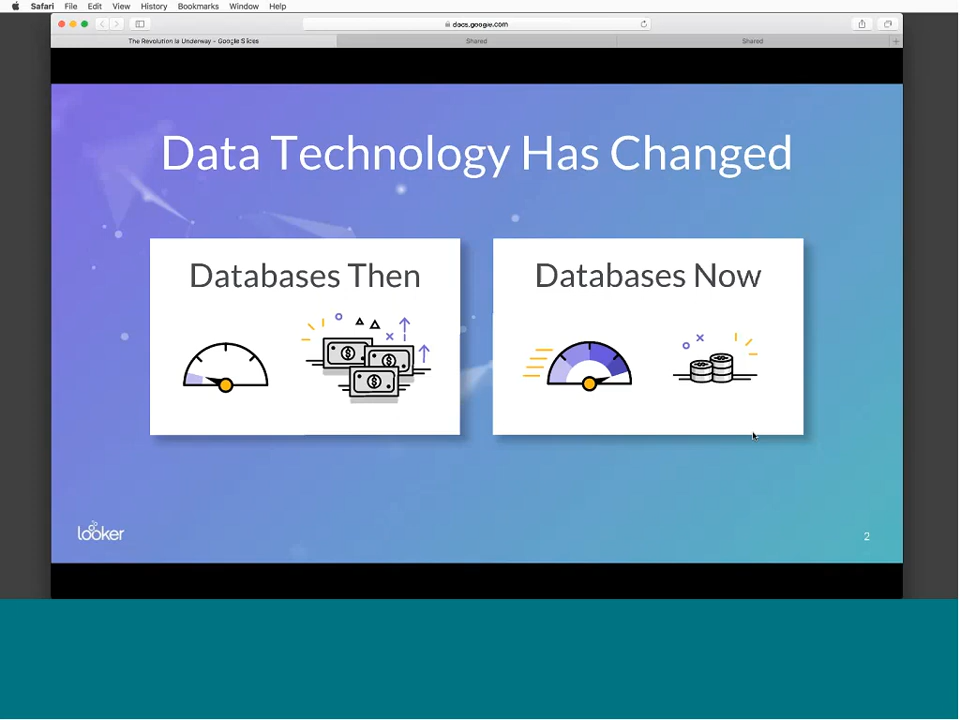 Safari File Edit View History Bookmarks Window Help
docs.google.com
The Revolution Is Underway - Google Slides Shared Shared
Data Technology Has Changed
Databases Then
Databases Now
$ $ $
looker
2